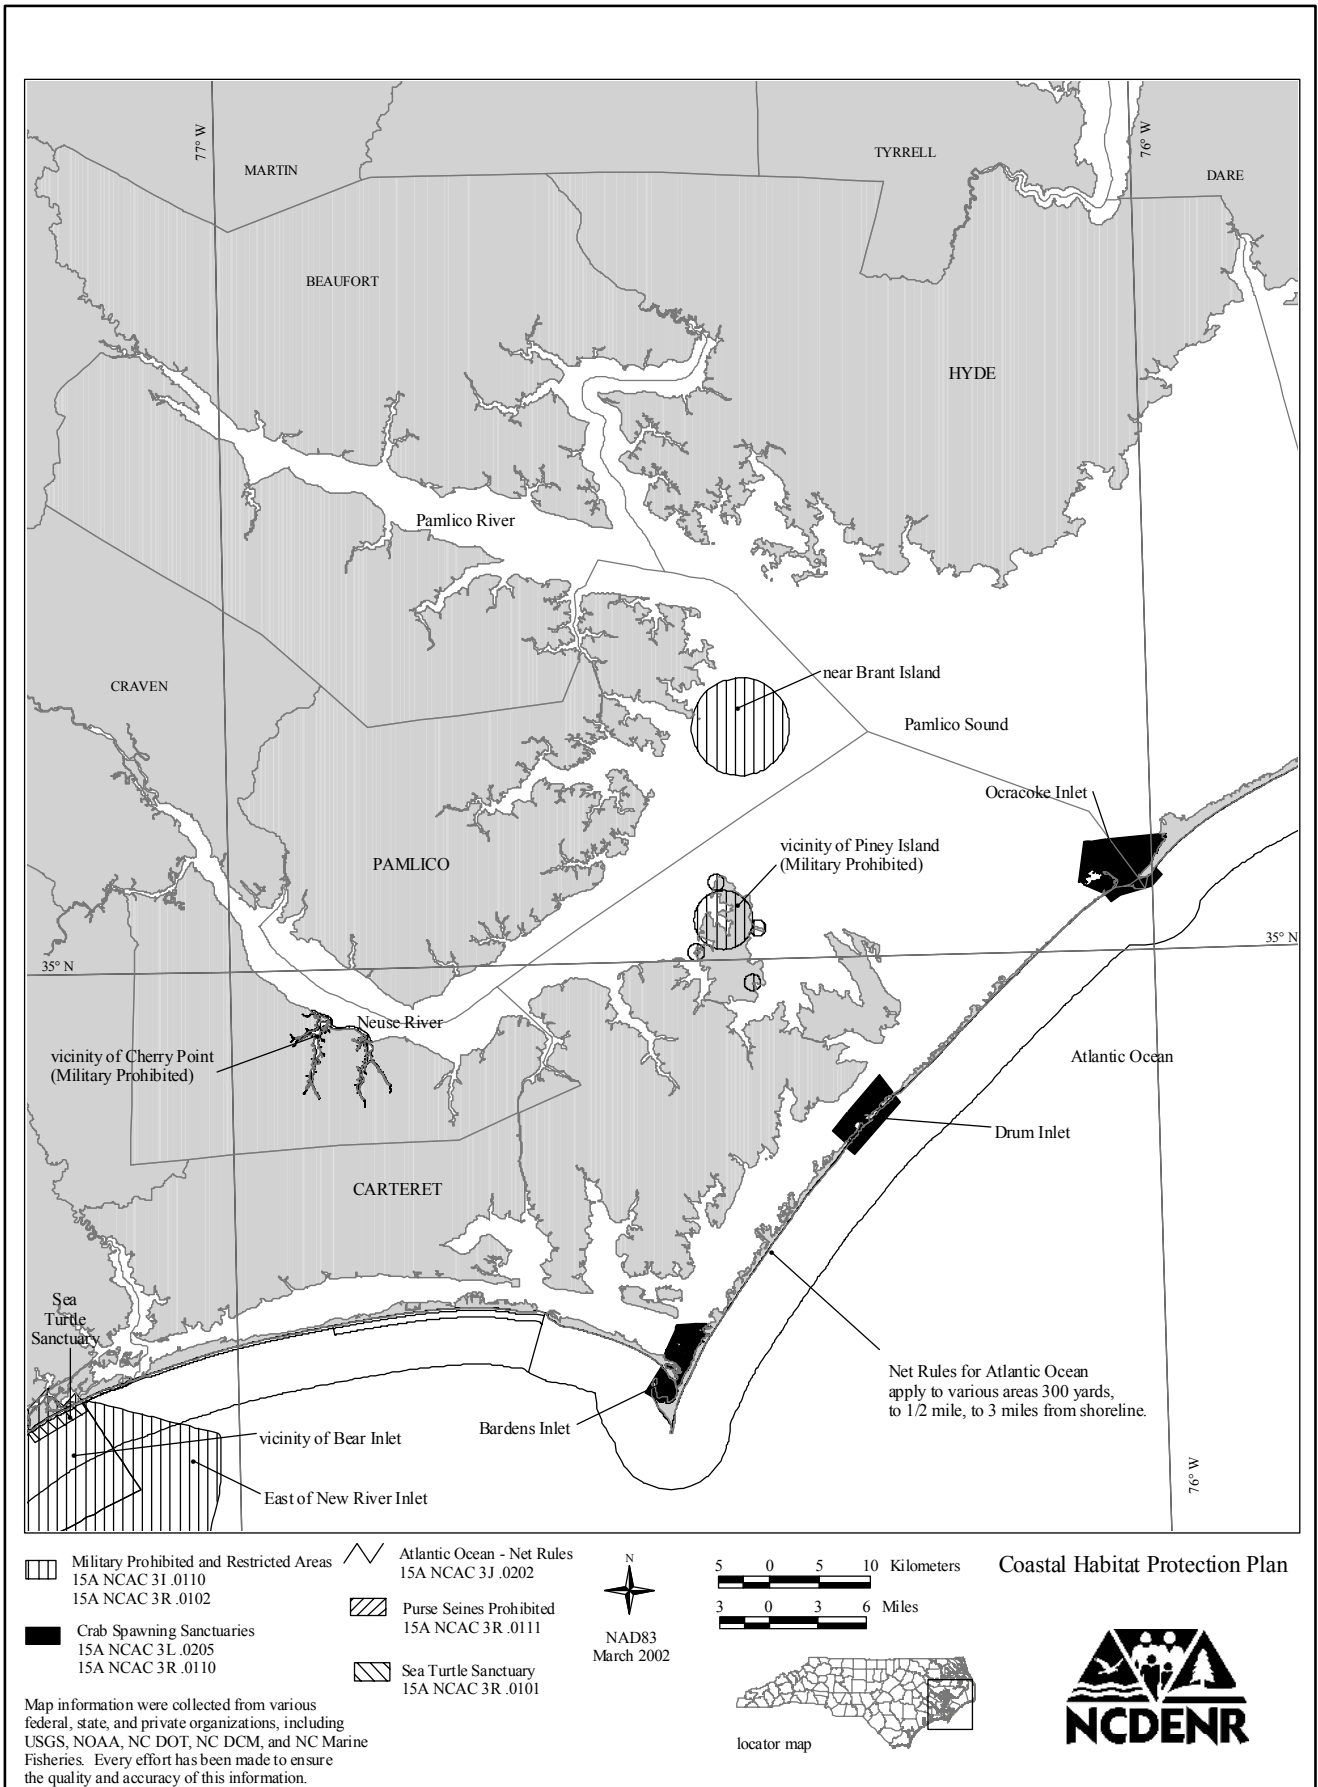 77° W
76° W
MARTIN
TYRRELL
DARE
BEAUFORT
HYDE
Pamlico River
near Brant Island
CRAVEN
Pamlico Sound
Ocracoke Inlet
vicinity of Piney Island
(Military Prohibited)
PAMLICO
35° N
35° N
Neuse River
vicinity of Cherry Point
(Military Prohibited)
Atlantic Ocean
Drum Inlet
CARTERET
Sea
Turtle
Sanctuary
Net Rules for Atlantic Ocean
apply to various areas 300 yards,
to 1/2 mile, to 3 miles from shoreline.
Bardens Inlet
vicinity of Bear Inlet
East of New River Inlet
76° W
Military Prohibited and Restricted Areas
15A NCAC 3I .0110
15A NCAC 3R .0102
Crab Spawning Sanctuaries
15A NCAC 3L .0205
15A NCAC 3R .0110
Atlantic Ocean - Net Rules
15A NCAC 3J .0202
Purse Seines Prohibited
15A NCAC 3R .0111
Sea Turtle Sanctuary
15A NCAC 3R .0101
N
NAD83
March 2002
5 0 5 10 Kilometers
3 0 3 6 Miles
locator map
Coastal Habitat Protection Plan
NCDENR
Map information were collected from various
federal, state, and private organizations, including
USGS, NOAA, NC DOT, NC DCM, and NC Marine
Fisheries. Every effort has been made to ensure
the quality and accuracy of this information.